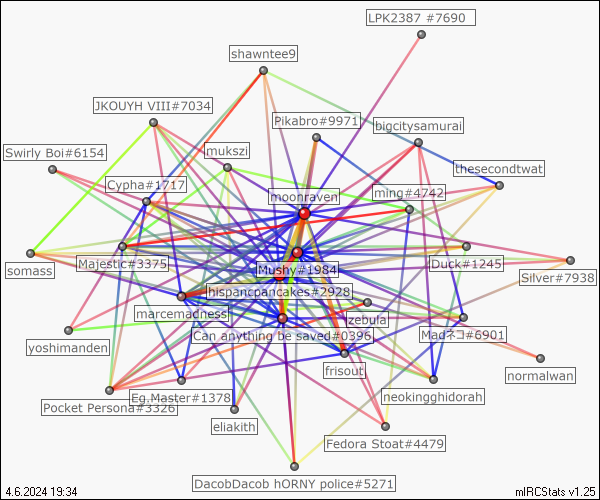 LPK2387 #7690
shawntee9
JKOUYH VIII#7034
Pikabro#9971
bigcitysamurai
Swirly Boi#6154
mukszi
thesecondtwat
Cypha#1717
moonraven
ming#4742
somass
Majestic#3375
Mushy#1984
Duck#1245
Silver#7938
hispanicpancakes#2928
marcemadness
zebula
yoshimanden
Can anything be saved#0396
Madネコ#6901
frisout
normalwan
Eg.Master#1378
neokingghidorah
Pocket Persona#3326
eliakith
Fedora Stoat#4479
DacobDacob hORNY police#5271
4.6.2024 19:34
mIRCStats v1.25